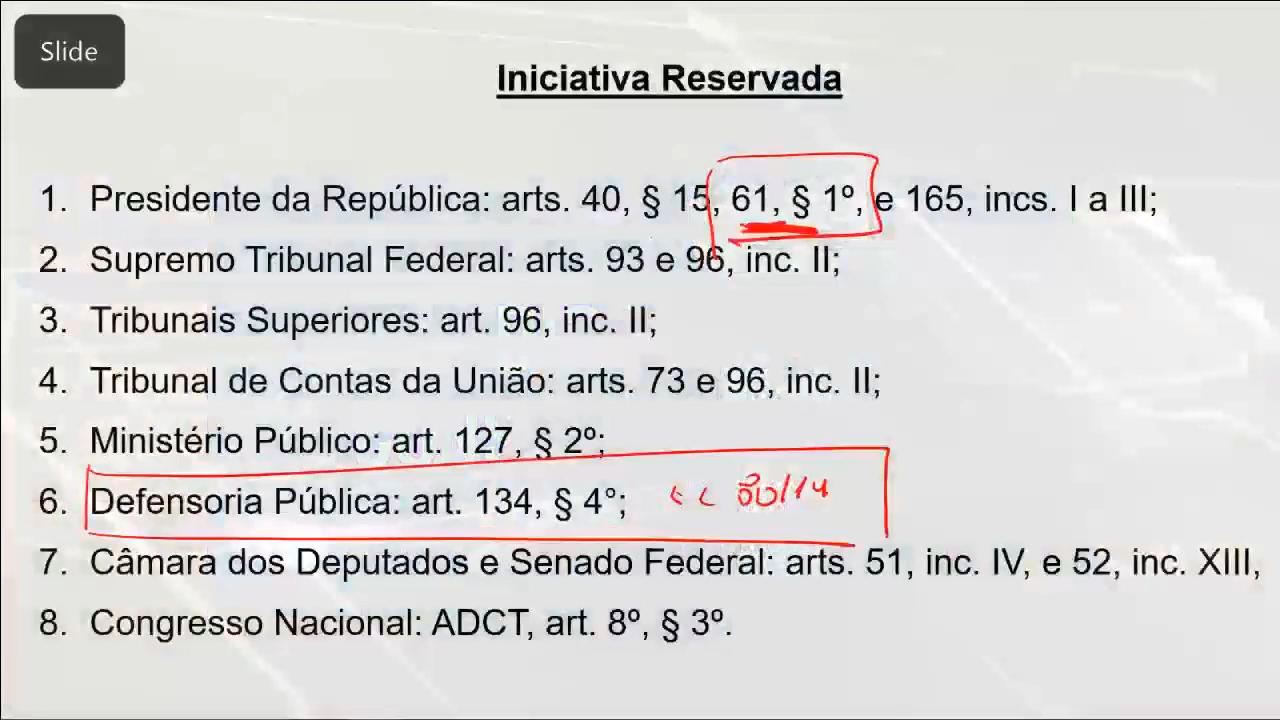 Slide
Iniciativa Reservada
1. Presidente da República: arts. 40, § 15, 61, § 1º, e 165, incs. I a III;
2. Supremo Tribunal Federal: arts. 93 e 96, inc. II;
3. Tribunais Superiores: art. 96, inc. II;
4. Tribunal de Contas da União: arts. 73 e 96, inc. II;
5. Ministério Público: art. 127, § 2º;
6. Defensoria Pública: art. 134, § 4°; 80/14
7. Câmara dos Deputados e Senado Federal: arts. 51, inc. IV, e 52, inc. XIII,
8. Congresso Nacional: ADCT, art. 8º, § 3º.